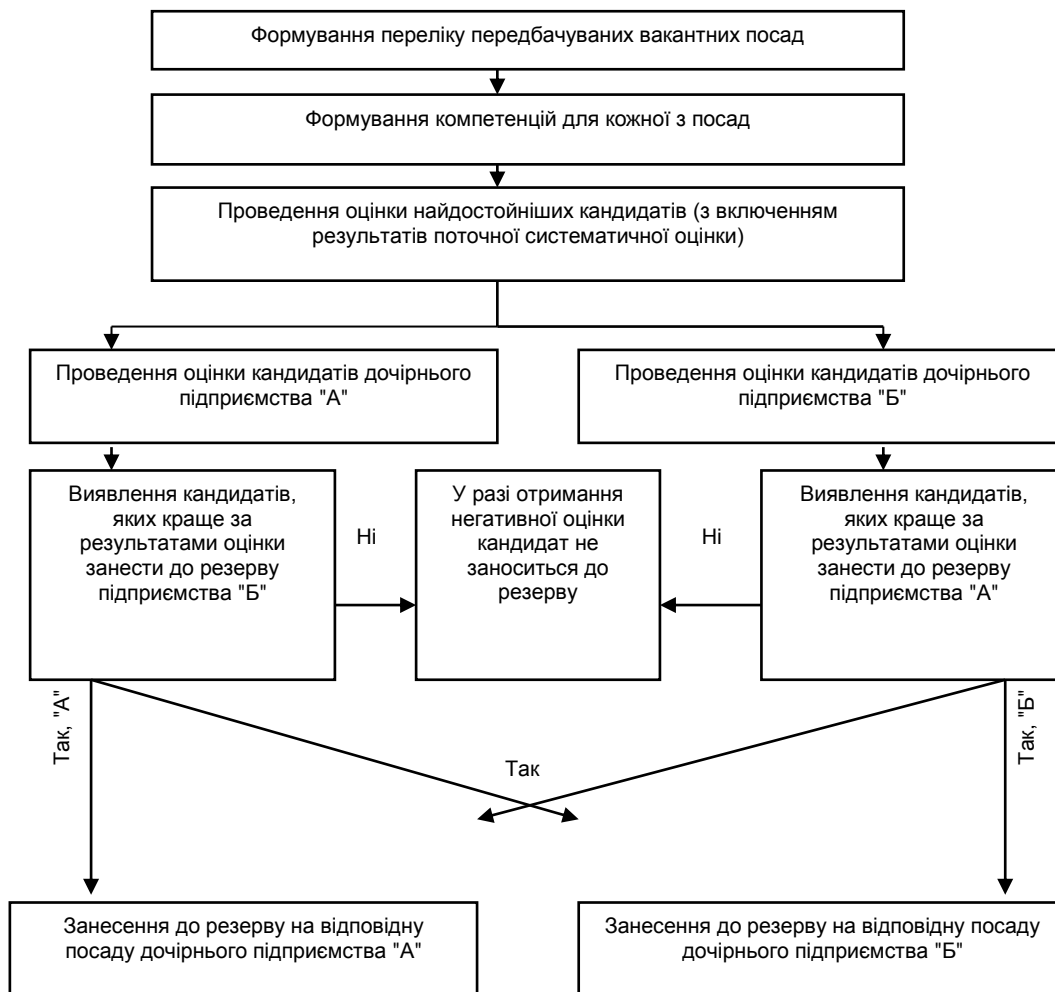 Формування переліку передбачуваних вакантних посад
Формування компетенцій для кожної з посад
Проведення оцінки найдостойніших кандидатів (з включенням
результатів поточної систематичної оцінки)
Проведення оцінки кандидатів дочірнього
підприємства "А"
Проведення оцінки кандидатів дочірнього
підприємства "Б"
Виявлення кандидатів,
яких краще за
результатами оцінки
занести до резерву
підприємства "Б"
Ні
У разі отримання
негативної оцінки
кандидат не
заноситься до
резерву
Ні
Виявлення кандидатів,
яких краще за
результатами оцінки
занести до резерву
підприємства "А"
Так, "А"
Так
Так, "Б"
Занесення до резерву на відповідну
посаду дочірнього підприємства "А"
Занесення до резерву на відповідну посаду
дочірнього підприємства "Б"